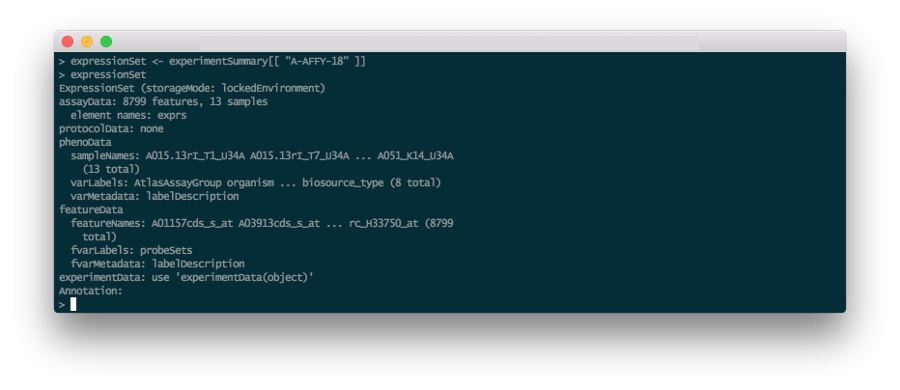 > expressionSet <- experimentSummary[[ "A-AFFY-18" ]]
> expressionSet
ExpressionSet (storageMode: lockedEnvironment)
assayData: 8799 features, 13 samples
  element names: exprs
protocolData: none
phenoData
  sampleNames: A015.13rI_T1_U34A A015.13rI_T7_U34A ... A051_K14_U34A
    (13 total)
  varLabels: AtlasAssayGroup organism ... biosource_type (8 total)
  varMetadata: labelDescription
featureData
  featureNames: A01157cds_s_at A03913cds_s_at ... rc_H33750_at (8799
    total)
  fvarLabels: probeSets
  fvarMetadata: labelDescription
experimentData: use 'experimentData(object)'
Annotation:
>